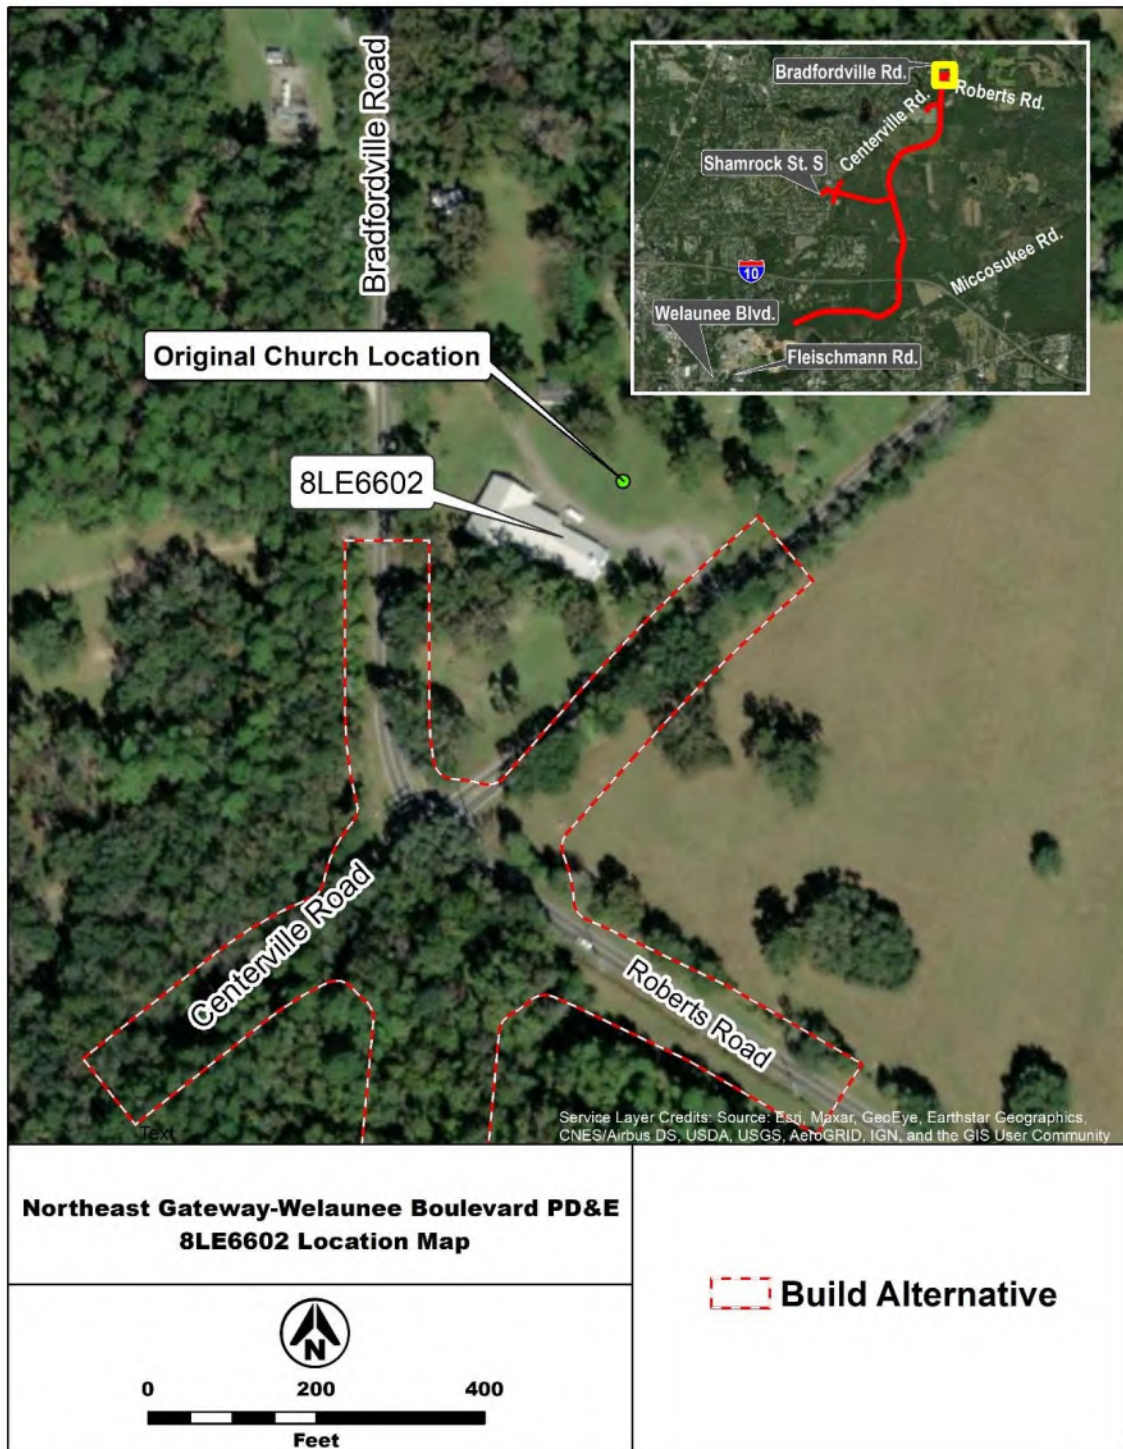 Bradfordville Road
Bradfordville Rd.
Roberts Rd.
Centerville Rd.
Shamrock St. S
10
Miccosukee Rd.
Welaunee Blvd.
Fleischmann Rd.
Original Church Location
8LE6602
Centerville Road
Roberts Road
Text
Service Layer Credits: Source: Esri, Maxar, GeoEye, Earthstar Geographics,
CNES/Airbus DS, USDA, USGS, AeroGRID, IGN, and the GIS User Community
Northeast Gateway-Welaunee Boulevard PD&E
8LE6602 Location Map
Build Alternative
N
0 200 400
Feet